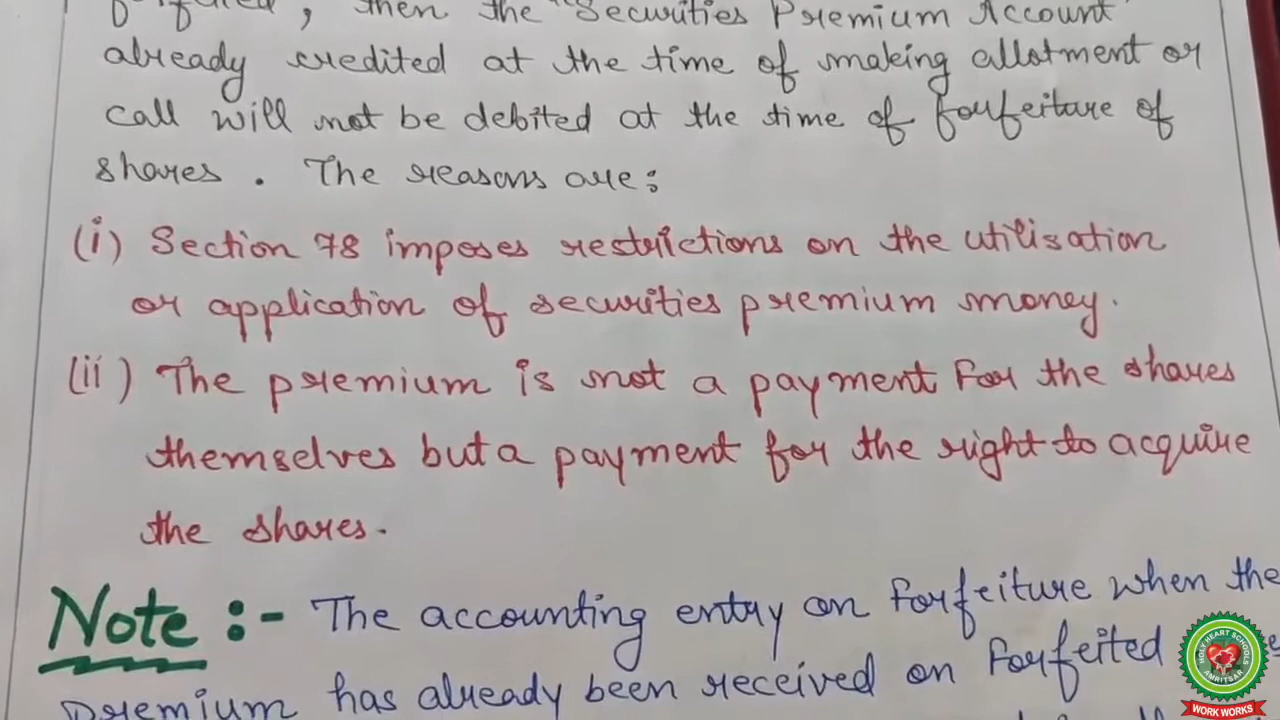 then the Securities Premium Account
already credited at the time of making allotment or
call will not be debited at the time of forfeiture of
shares. The reasons are:
(i) Section 78 imposes restrictions on the utilisation
or application of securities premium money.
(ii) The premium is not a payment for the shares
themselves but a payment for the right to acquire
the shares.
Note :- The accounting entry on forfeiture when the
premium has already been received on forfeited
HOLY HEART SCHOOLS
AMRITSAR
WORK WORKS